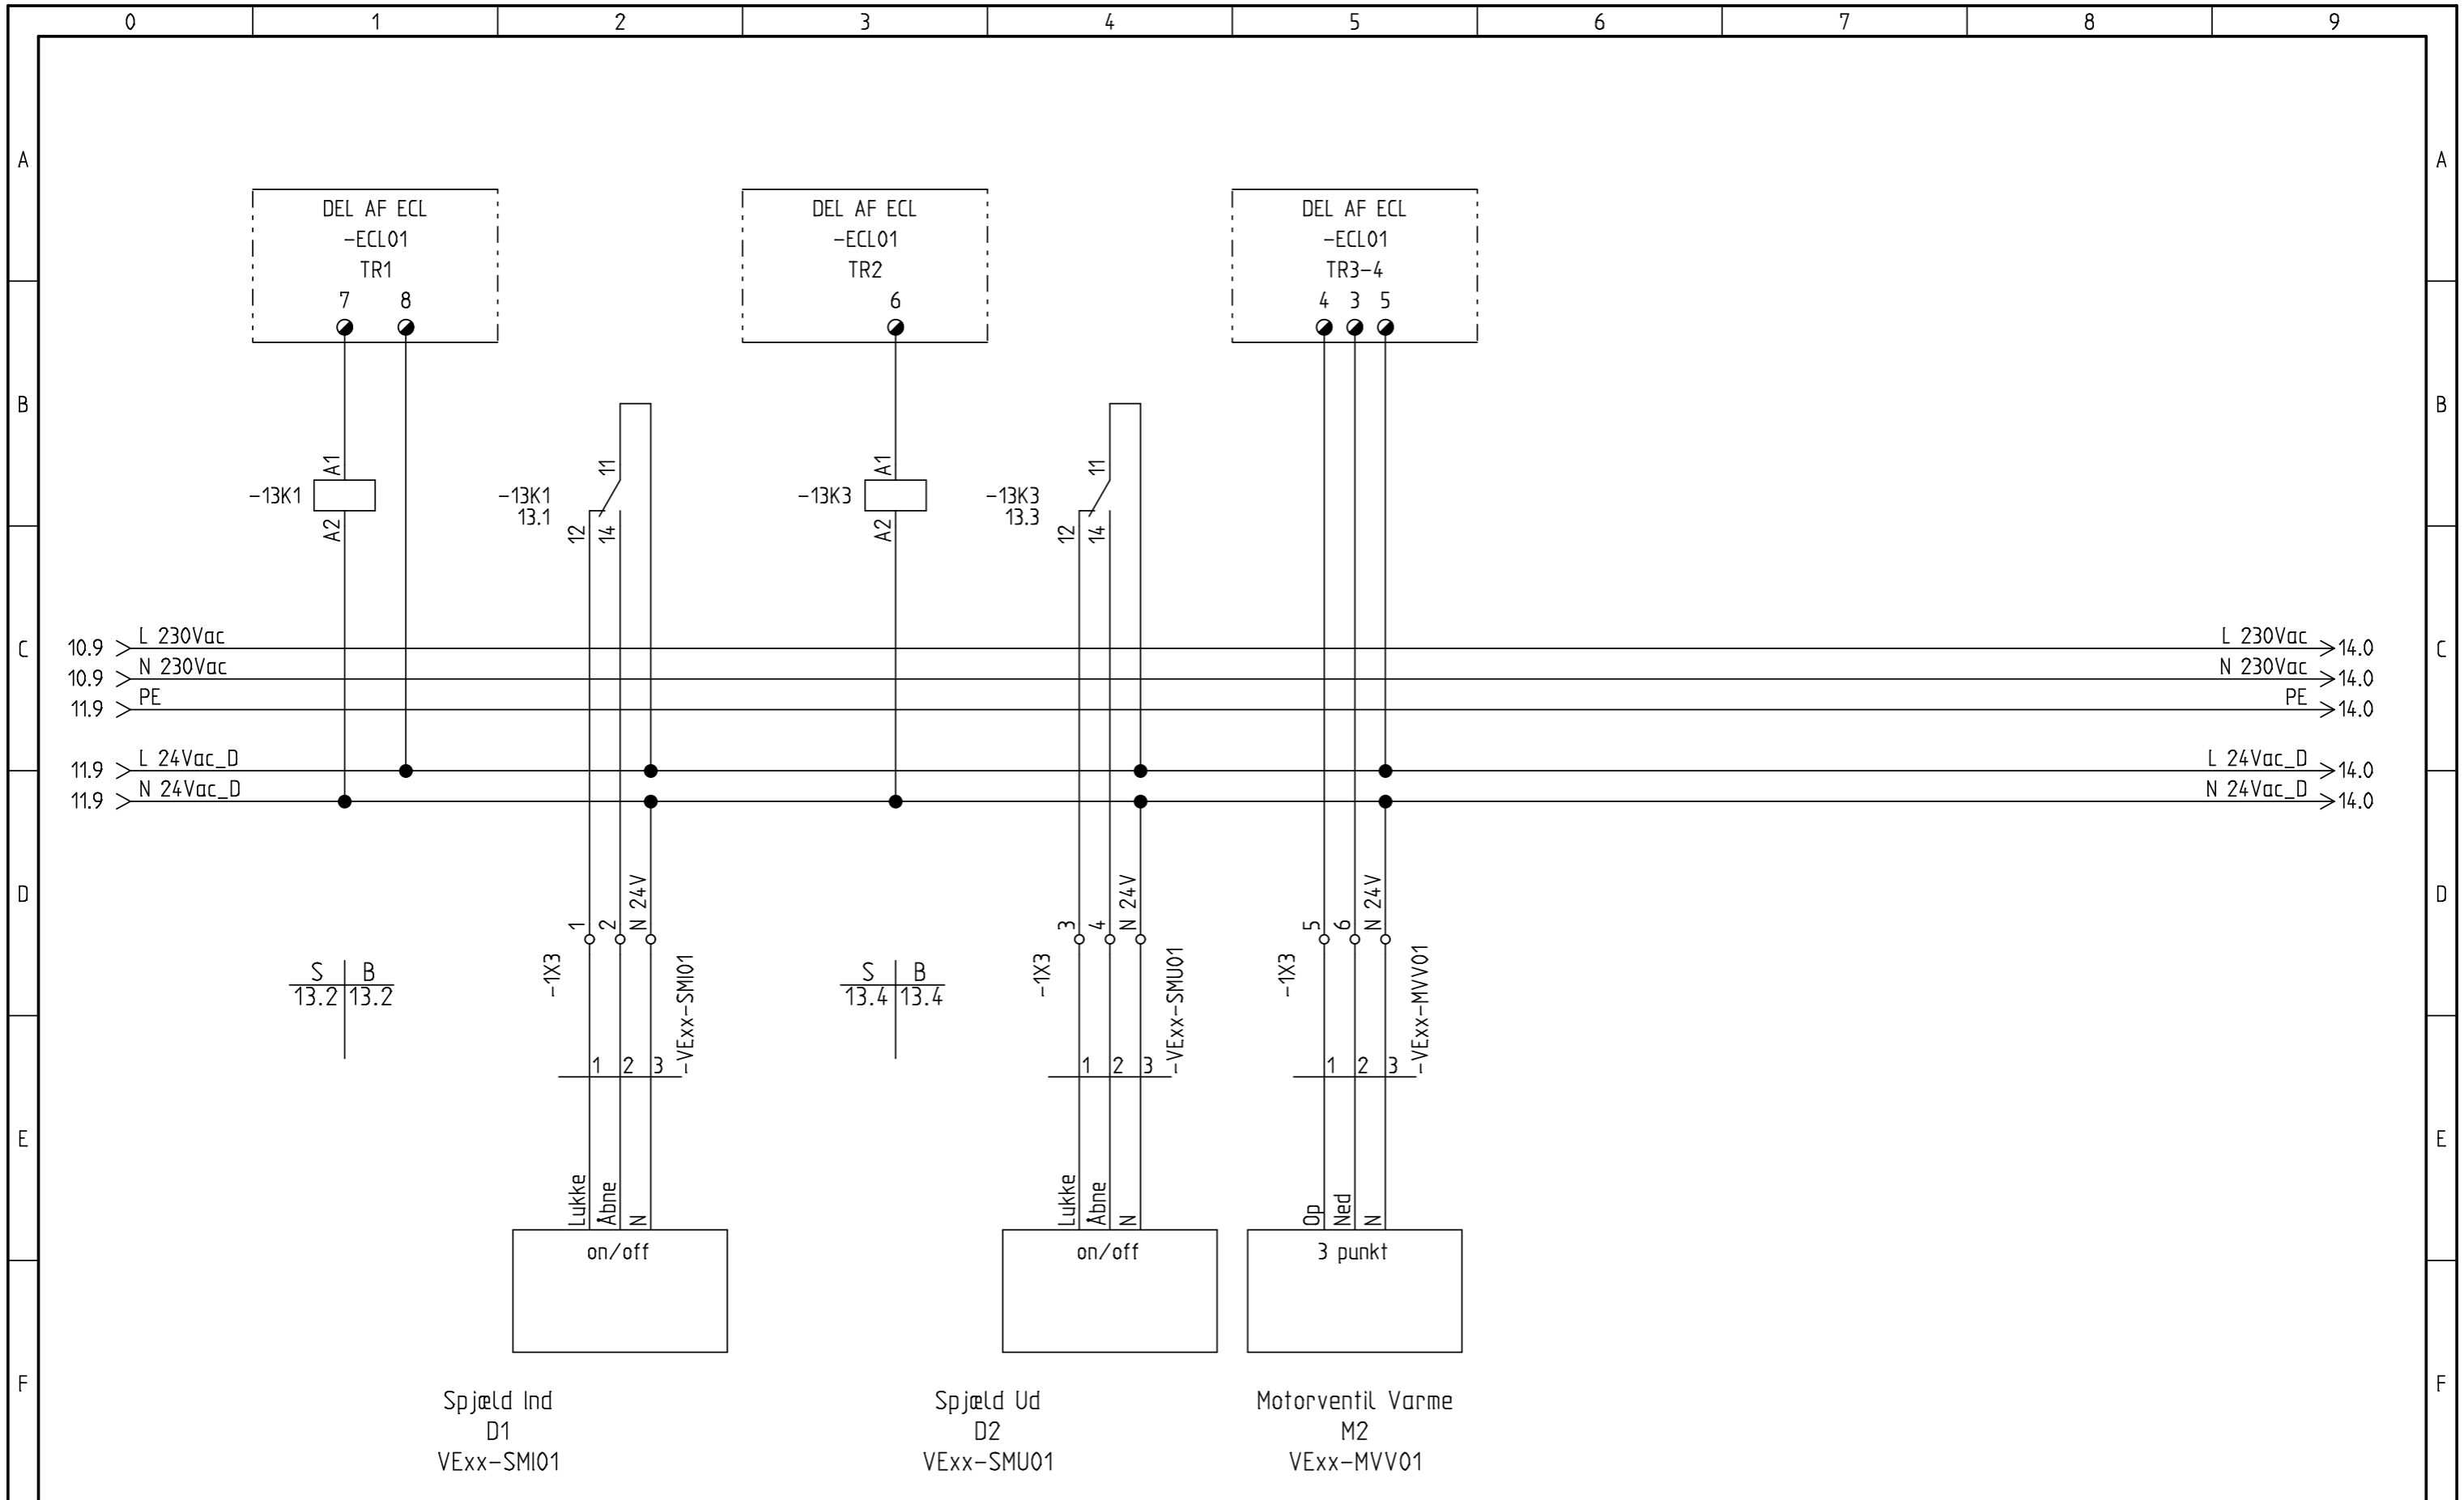 0 1 2 3 4 5 6 7 8 9
A A
DEL AF ECL
-ECL01
TR1
7 8
DEL AF ECL
-ECL01
TR2
6
DEL AF ECL
-ECL01
TR3-4
4 3 5
B B
-13K1
A1
A2
-13K1
13.1
11
12
14
-13K3
A1
A2
-13K3
13.3
11
12
14
C C
10.9 L 230Vac L 230Vac 14.0
10.9 N 230Vac N 230Vac 14.0
11.9 PE PE 14.0
11.9 L 24Vac_D L 24Vac_D 14.0
11.9 N 24Vac_D N 24Vac_D 14.0
D D
S B
13.2 13.2
-1X3
1
2
N 24V
-VExx-SMI01
1 2 3
S B
13.4 13.4
-1X3
3
4
N 24V
-VExx-SMU01
1 2 3
-1X3
5
6
N 24V
-VExx-MVV01
1 2 3
E E
Lukke
Åbne
N
on/off
Lukke
Åbne
N
on/off
Op
Ned
N
3 punkt
F F
Spjæld Ind
D1
VExx-SMI01
Spjæld Ud
D2
VExx-SMU01
Motorventil Varme
M2
VExx-MVV01